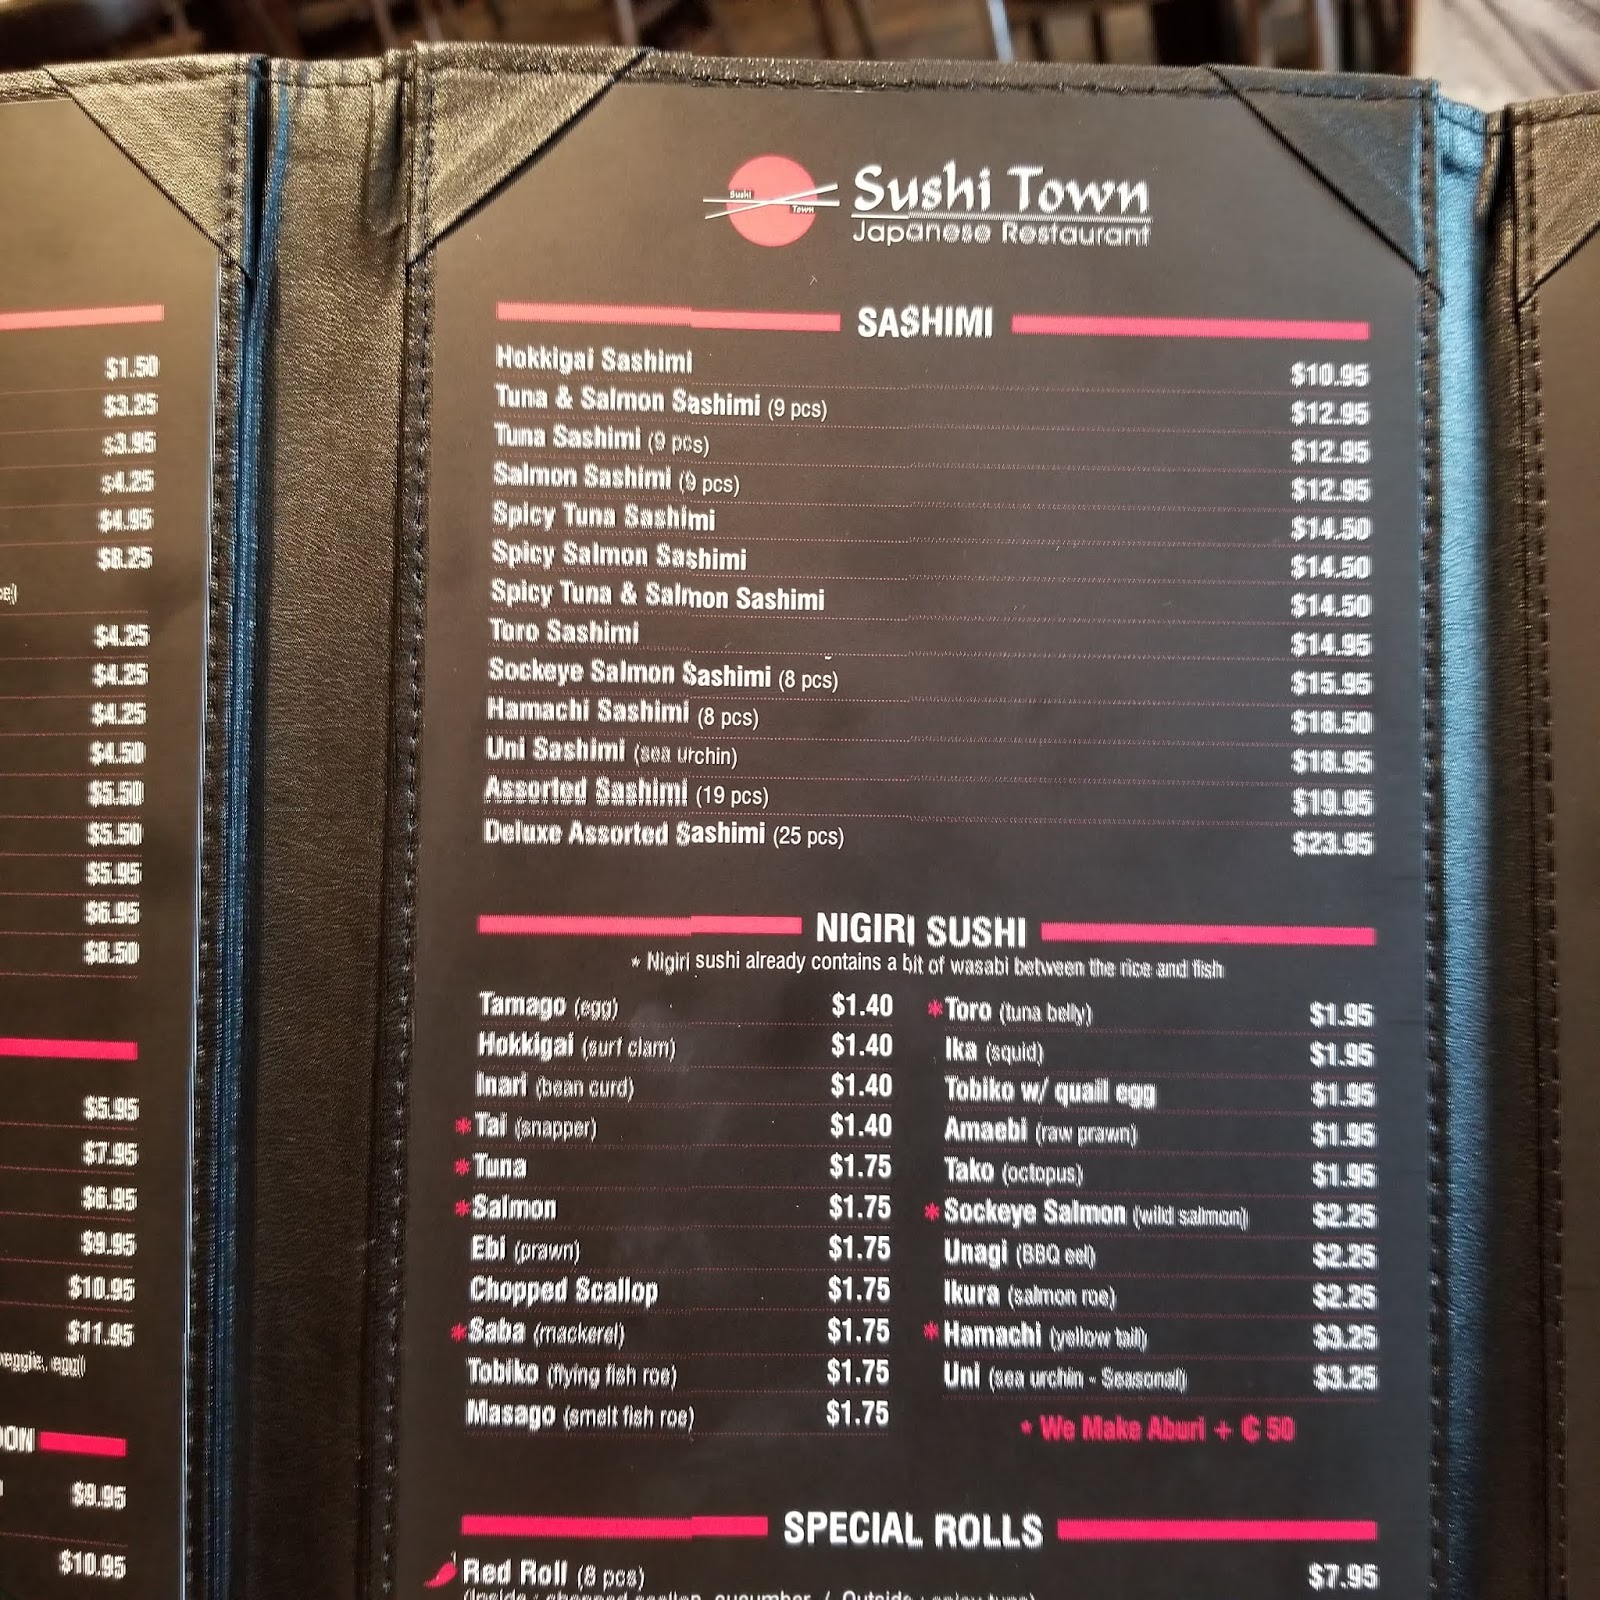 $1.50
$3.25
$3.95
$4.25
$4.95
$8.25
$4.25
$4.25
$4.25
$4.50
$5.50
$5.50
$5.95
$6.95
$8.50
$5.95
$7.95
$6.95
$9.95
$10.95
$11.95
veggie, egg)
DON
$9.95
$10.95
Sushi Town
Sushi Town
Japanese Restaurant
SASHIMI
Hokkigai Sashimi $10.95
Tuna & Salmon Sashimi (9 pcs) $12.95
Tuna Sashimi (9 pcs) $12.95
Salmon Sashimi (9 pcs) $12.95
Spicy Tuna Sashimi $14.50
Spicy Salmon Sashimi $14.50
Spicy Tuna & Salmon Sashimi $14.50
Toro Sashimi $14.95
Sockeye Salmon Sashimi (8 pcs) $15.95
Hamachi Sashimi (8 pcs) $18.50
Uni Sashimi (sea urchin) $18.95
Assorted Sashimi (19 pcs) $19.95
Deluxe Assorted Sashimi (25 pcs) $23.95
NIGIRI SUSHI
* Nigiri sushi already contains a bit of wasabi between the rice and fish
Tamago (egg) $1.40
Hokkigai (surf clam) $1.40
Inari (bean curd) $1.40
* Tai (snapper) $1.40
* Tuna $1.75
* Salmon $1.75
Ebi (prawn) $1.75
Chopped Scallop $1.75
* Saba (mackerel) $1.75
Tobiko (flying fish roe) $1.75
Masago (smelt fish roe) $1.75
* Toro (tuna belly) $1.95
Ika (squid) $1.95
Tobiko w/ quail egg $1.95
Amaebi (raw prawn) $1.95
Tako (octopus) $1.95
* Sockeye Salmon (wild salmon) $2.25
Unagi (BBQ eel) $2.25
Ikura (salmon roe) $2.25
* Hamachi (yellow tail) $3.25
Uni (sea urchin - Seasonal) $3.25
* We Make Aburi + ₵ 50
SPECIAL ROLLS
Red Roll (8 pcs) $7.95
(Inside : chopped scallop, cucumber / Outside : spicy tuna)